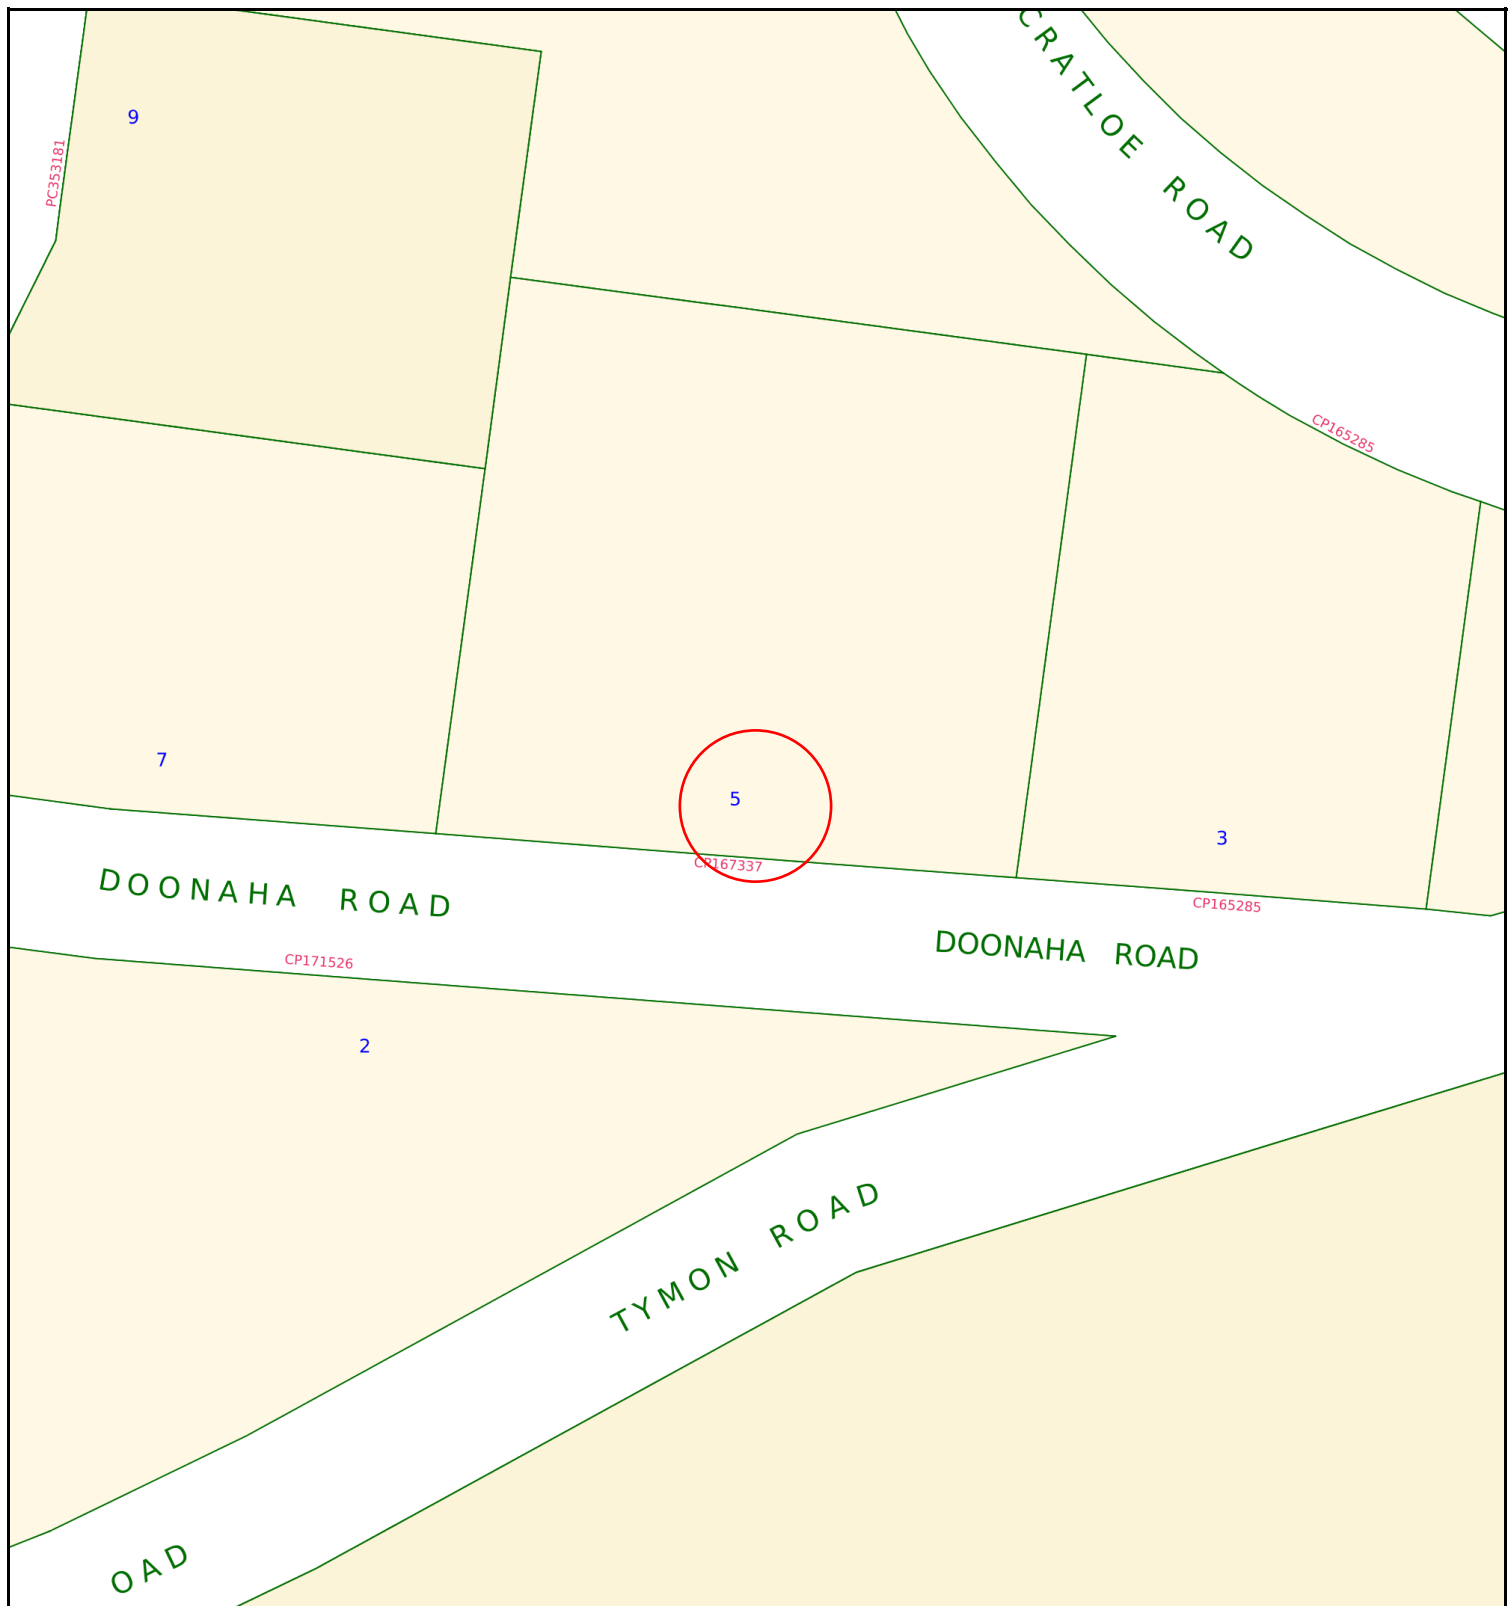 CRATLOE ROAD
9
PC353181
CP165285
7
5
3
CP167337
DOONAHA ROAD
CP165285
DOONAHA ROAD
CP171526
2
TYMON ROAD
OAD